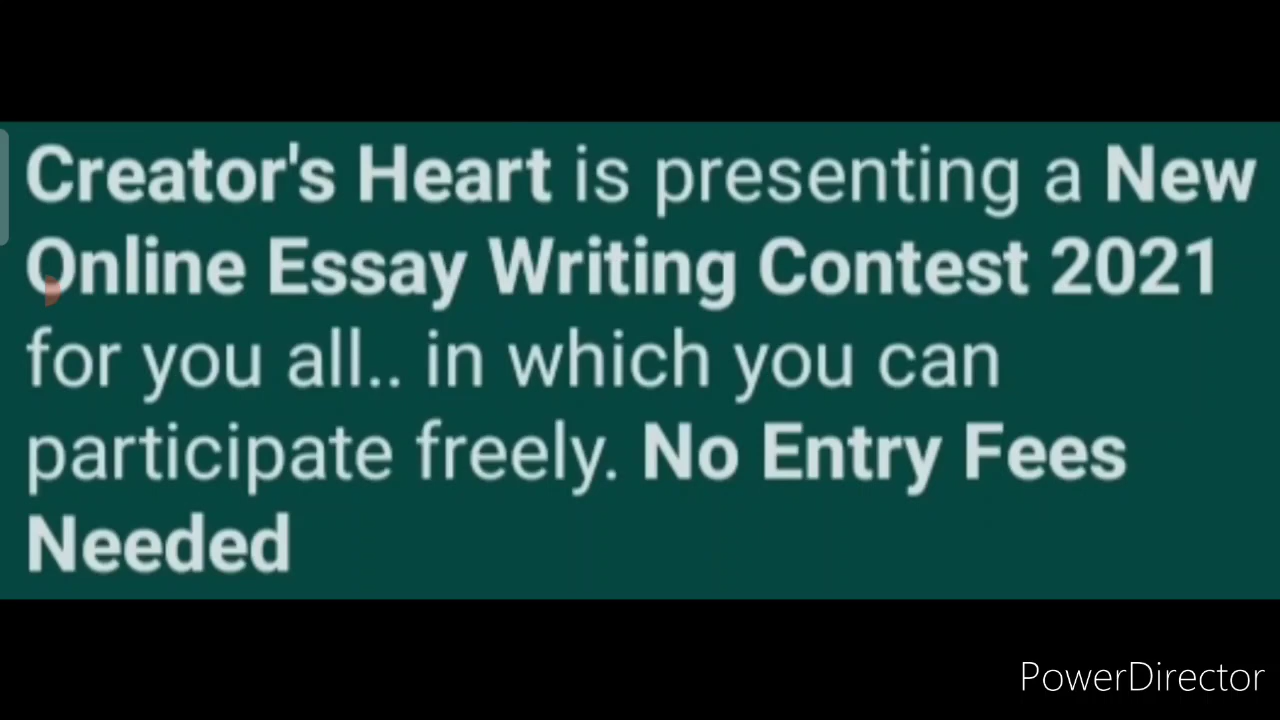 Creator's Heart is presenting a New
Online Essay Writing Contest 2021
for you all.. in which you can
participate freely. No Entry Fees
Needed
PowerDirector